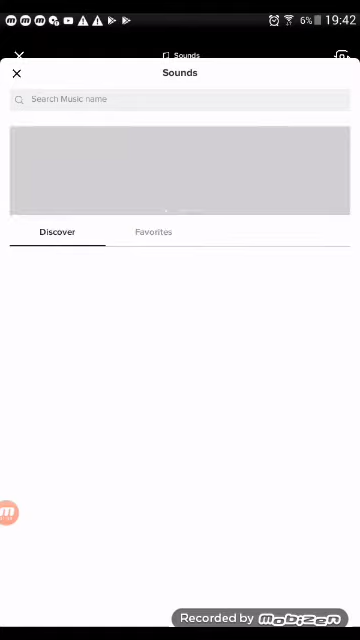 6% 19:42
Sounds
Sounds
Search Music name
Discover Favorites
Recorded by mobizen